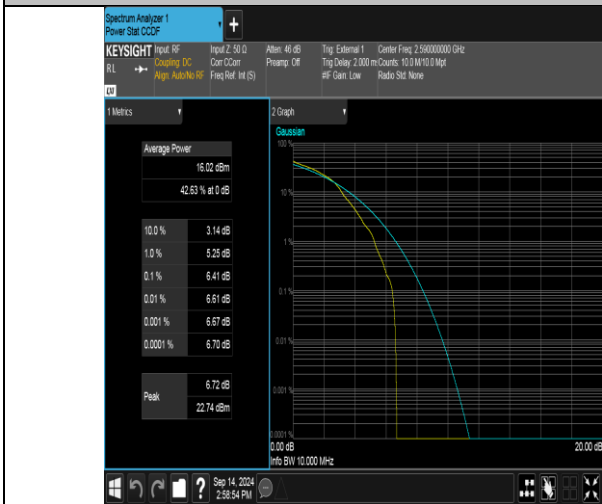 Spectrum Analyzer 1
Power Stat CCDF
KEYSIGHT Input: RF Input Z: 50 Ω Atten: 46 dB Trig: External 1 Center Freq: 2.590000000 GHz
RL Coupling: DC Corr CCorr Preamp: Off Trig Delay: 2.000 m Counts: 10.0 M/10.0 Mpt
Align: Auto/No RF Freq Ref: Int (S) #IF Gain: Low Radio Std: None
LXI
1 Metrics
2 Graph
Gaussian
Average Power
16.02 dBm
42.63 % at 0 dB
10.0 % 3.14 dB
1.0 % 5.25 dB
0.1 % 6.41 dB
0.01 % 6.61 dB
0.001 % 6.67 dB
0.0001 % 6.70 dB
Peak 6.72 dB
22.74 dBm
100 %
10 %
1 %
0.1 %
0.01 %
0.001 %
0.0001 %
0.00 dB 20.00 dB
Info BW 10.000 MHz
Sep 14, 2024
2:58:54 PM